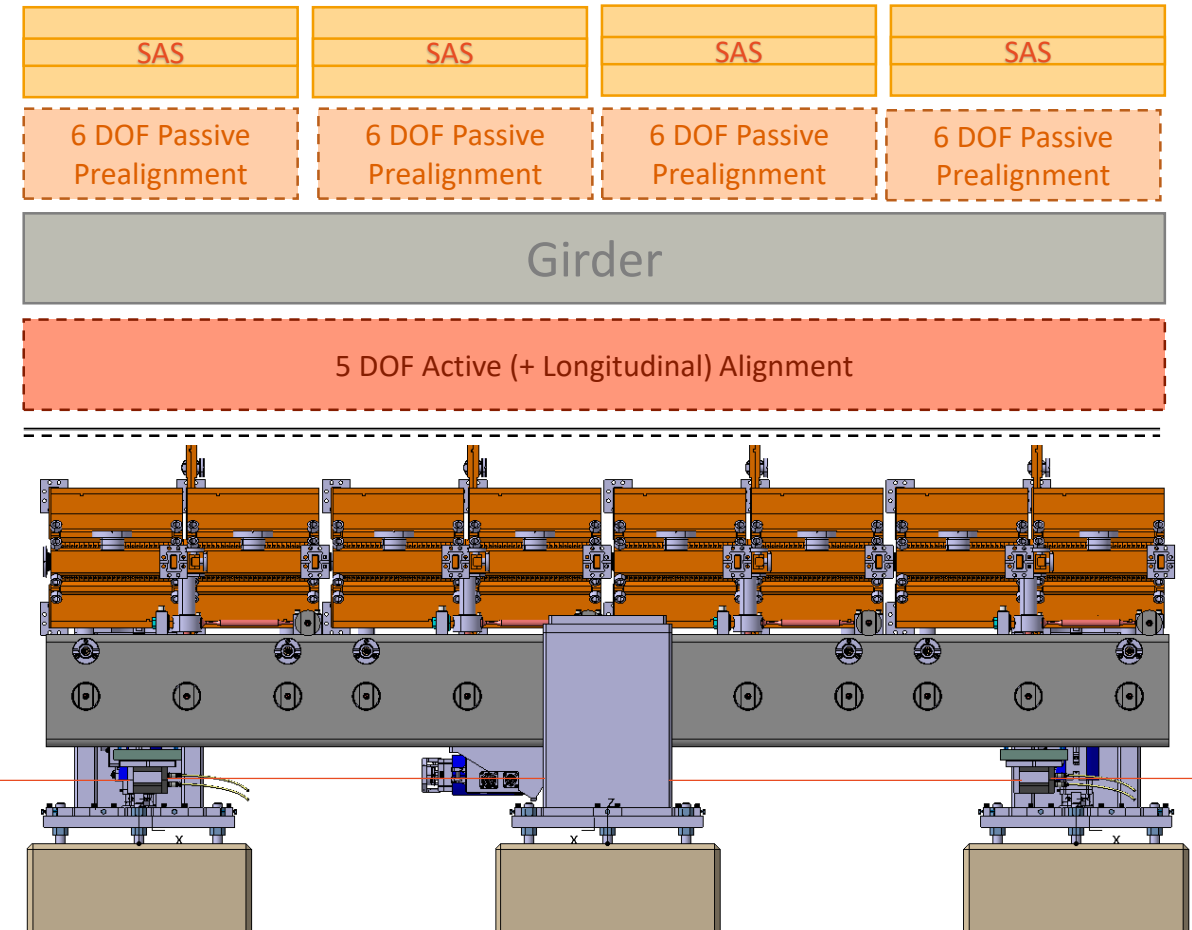 SAS SAS SAS SAS
6 DOF Passive 6 DOF Passive 6 DOF Passive 6 DOF Passive
Prealignment Prealignment Prealignment Prealignment
Girder
5 DOF Active (+ Longitudinal) Alignment
Z
X X X